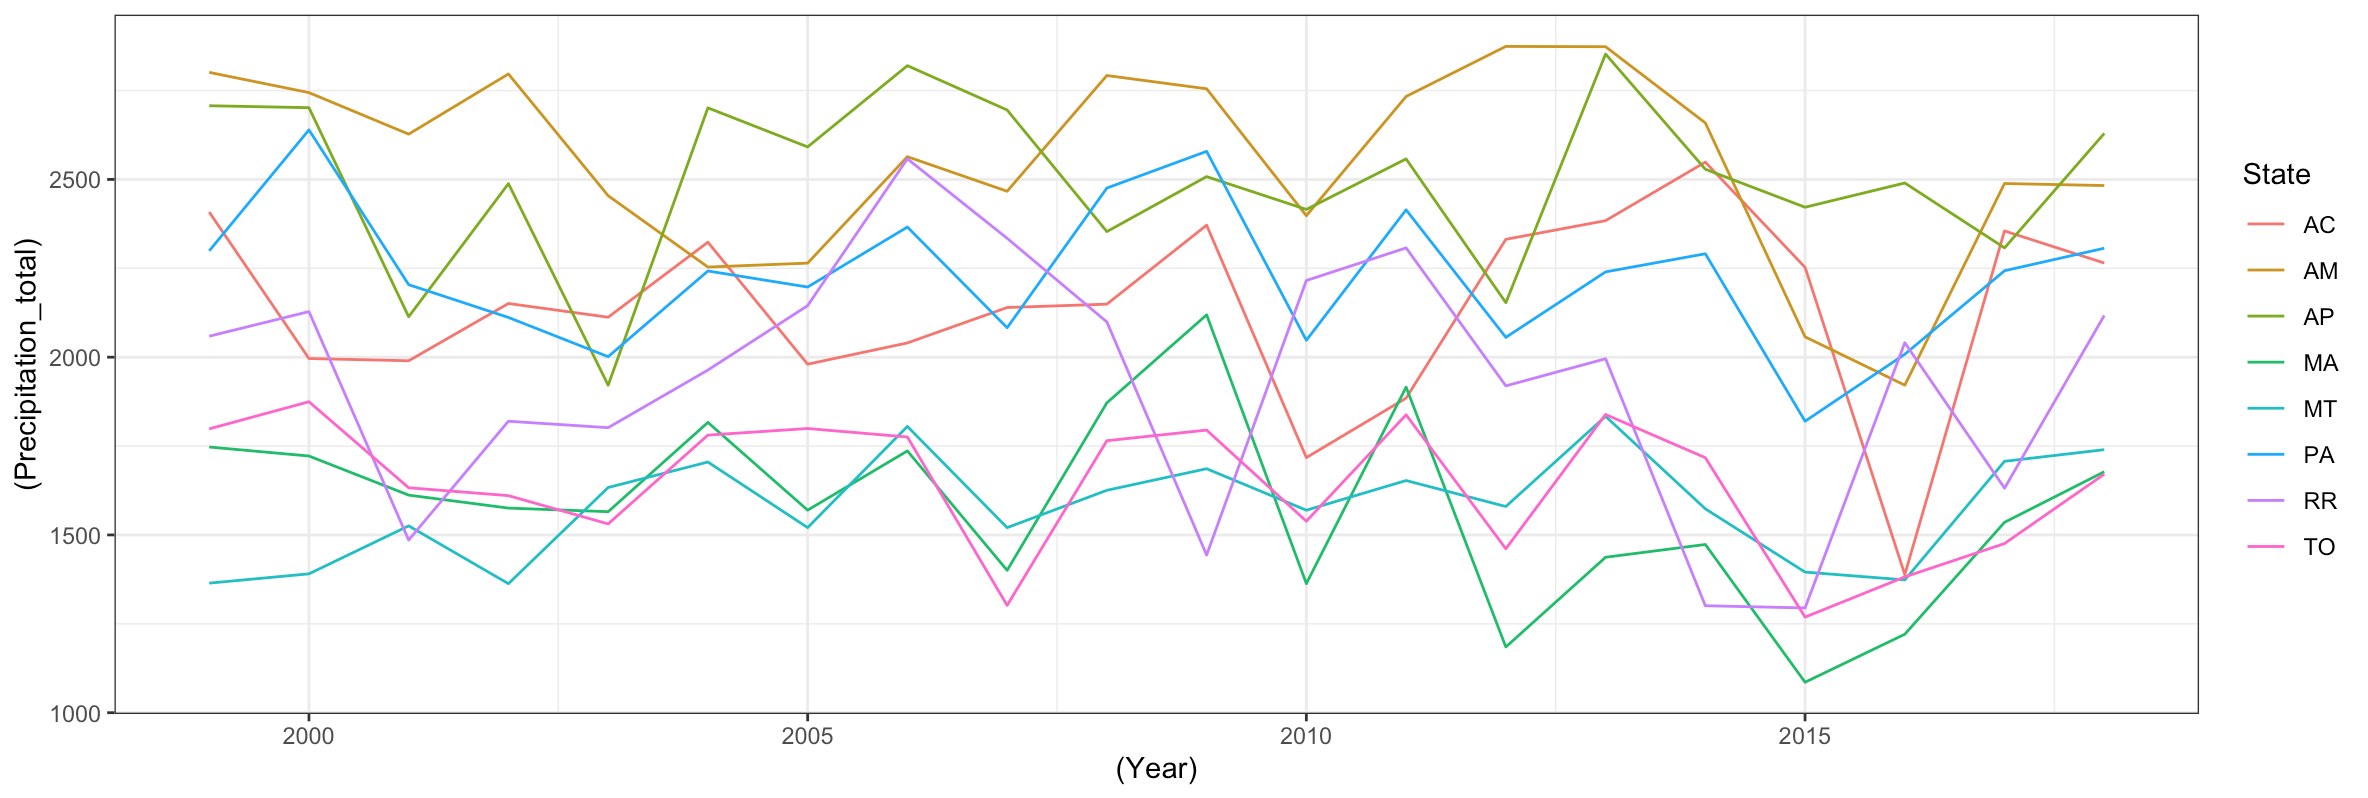 (Precipitation_total)
2500
2000
1500
1000
2000
2005
2010
2015
(Year)
State
AC
AM
AP
MA
MT
PA
RR
TO